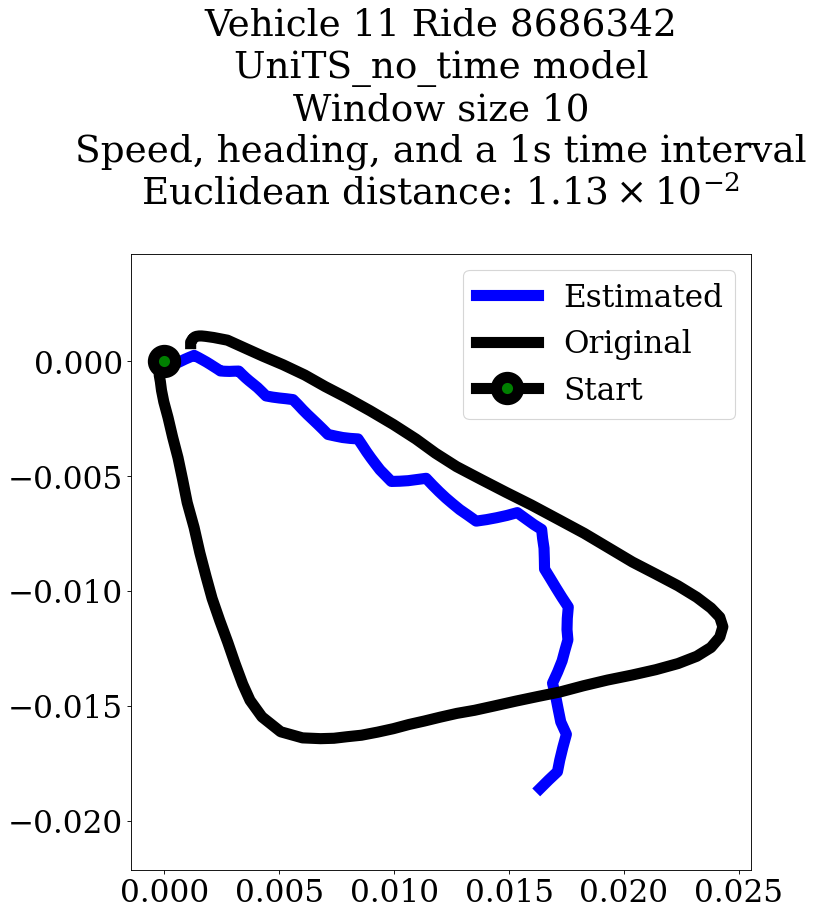 Vehicle 11 Ride 8686342
UniTS_no_time model
Window size 10
Speed, heading, and a 1s time interval
Euclidean distance: 1.13 × 10⁻²
Estimated
Original
Start
0.000
−0.005
−0.010
−0.015
−0.020
0.000 0.005 0.010 0.015 0.020 0.025